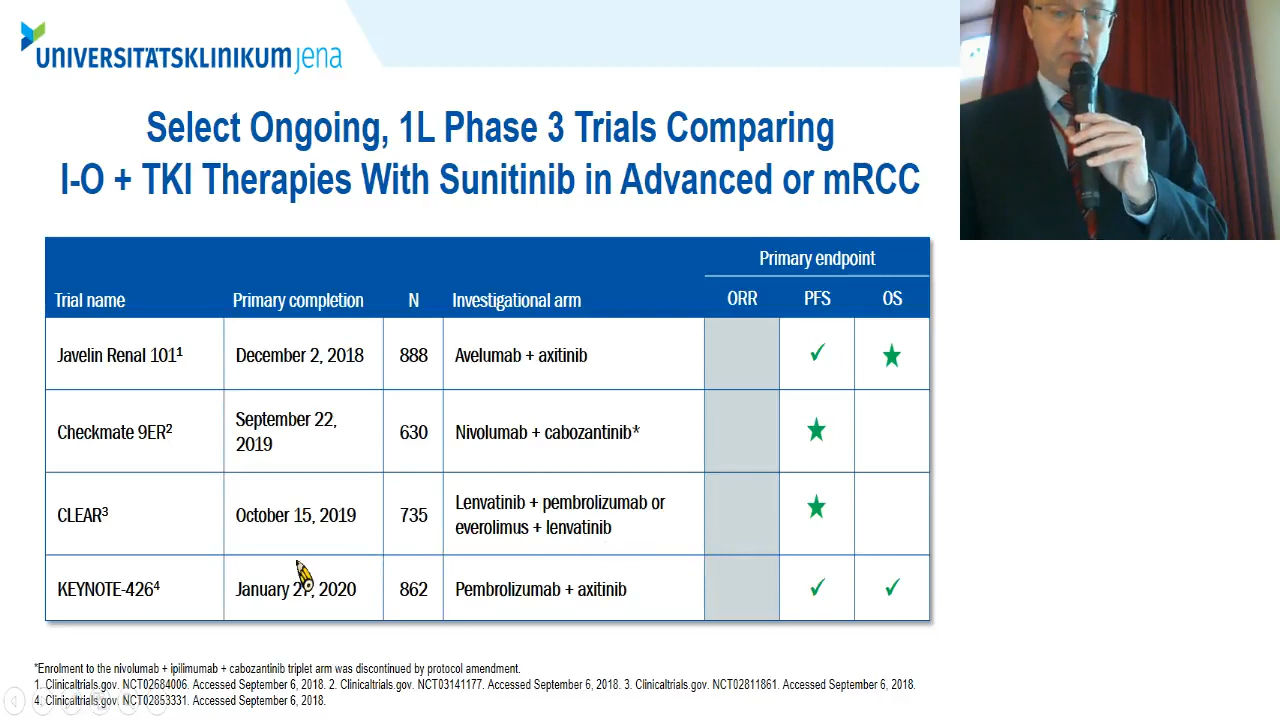 UNIVERSITÄTSKLINIKUM jena
Select Ongoing, 1L Phase 3 Trials Comparing
I-O + TKI Therapies With Sunitinib in Advanced or mRCC
Primary endpoint
Trial name Primary completion N Investigational arm ORR PFS OS
Javelin Renal 101¹ December 2, 2018 888 Avelumab + axitinib ✓ ★
Checkmate 9ER² September 22, 2019 630 Nivolumab + cabozantinib* ★
CLEAR³ October 15, 2019 735 Lenvatinib + pembrolizumab or everolimus + lenvatinib ★
KEYNOTE-426⁴ January , 2020 862 Pembrolizumab + axitinib ✓ ✓
*Enrolment to the nivolumab + ipilimumab + cabozantinib triplet arm was discontinued by protocol amendment.
1. Clinicaltrials.gov. NCT02684006. Accessed September 6, 2018. 2. Clinicaltrials.gov. NCT03141177. Accessed September 6, 2018. 3. Clinicaltrials.gov. NCT02811861. Accessed September 6, 2018.
4. Clinicaltrials.gov. NCT02853331. Accessed September 6, 2018.